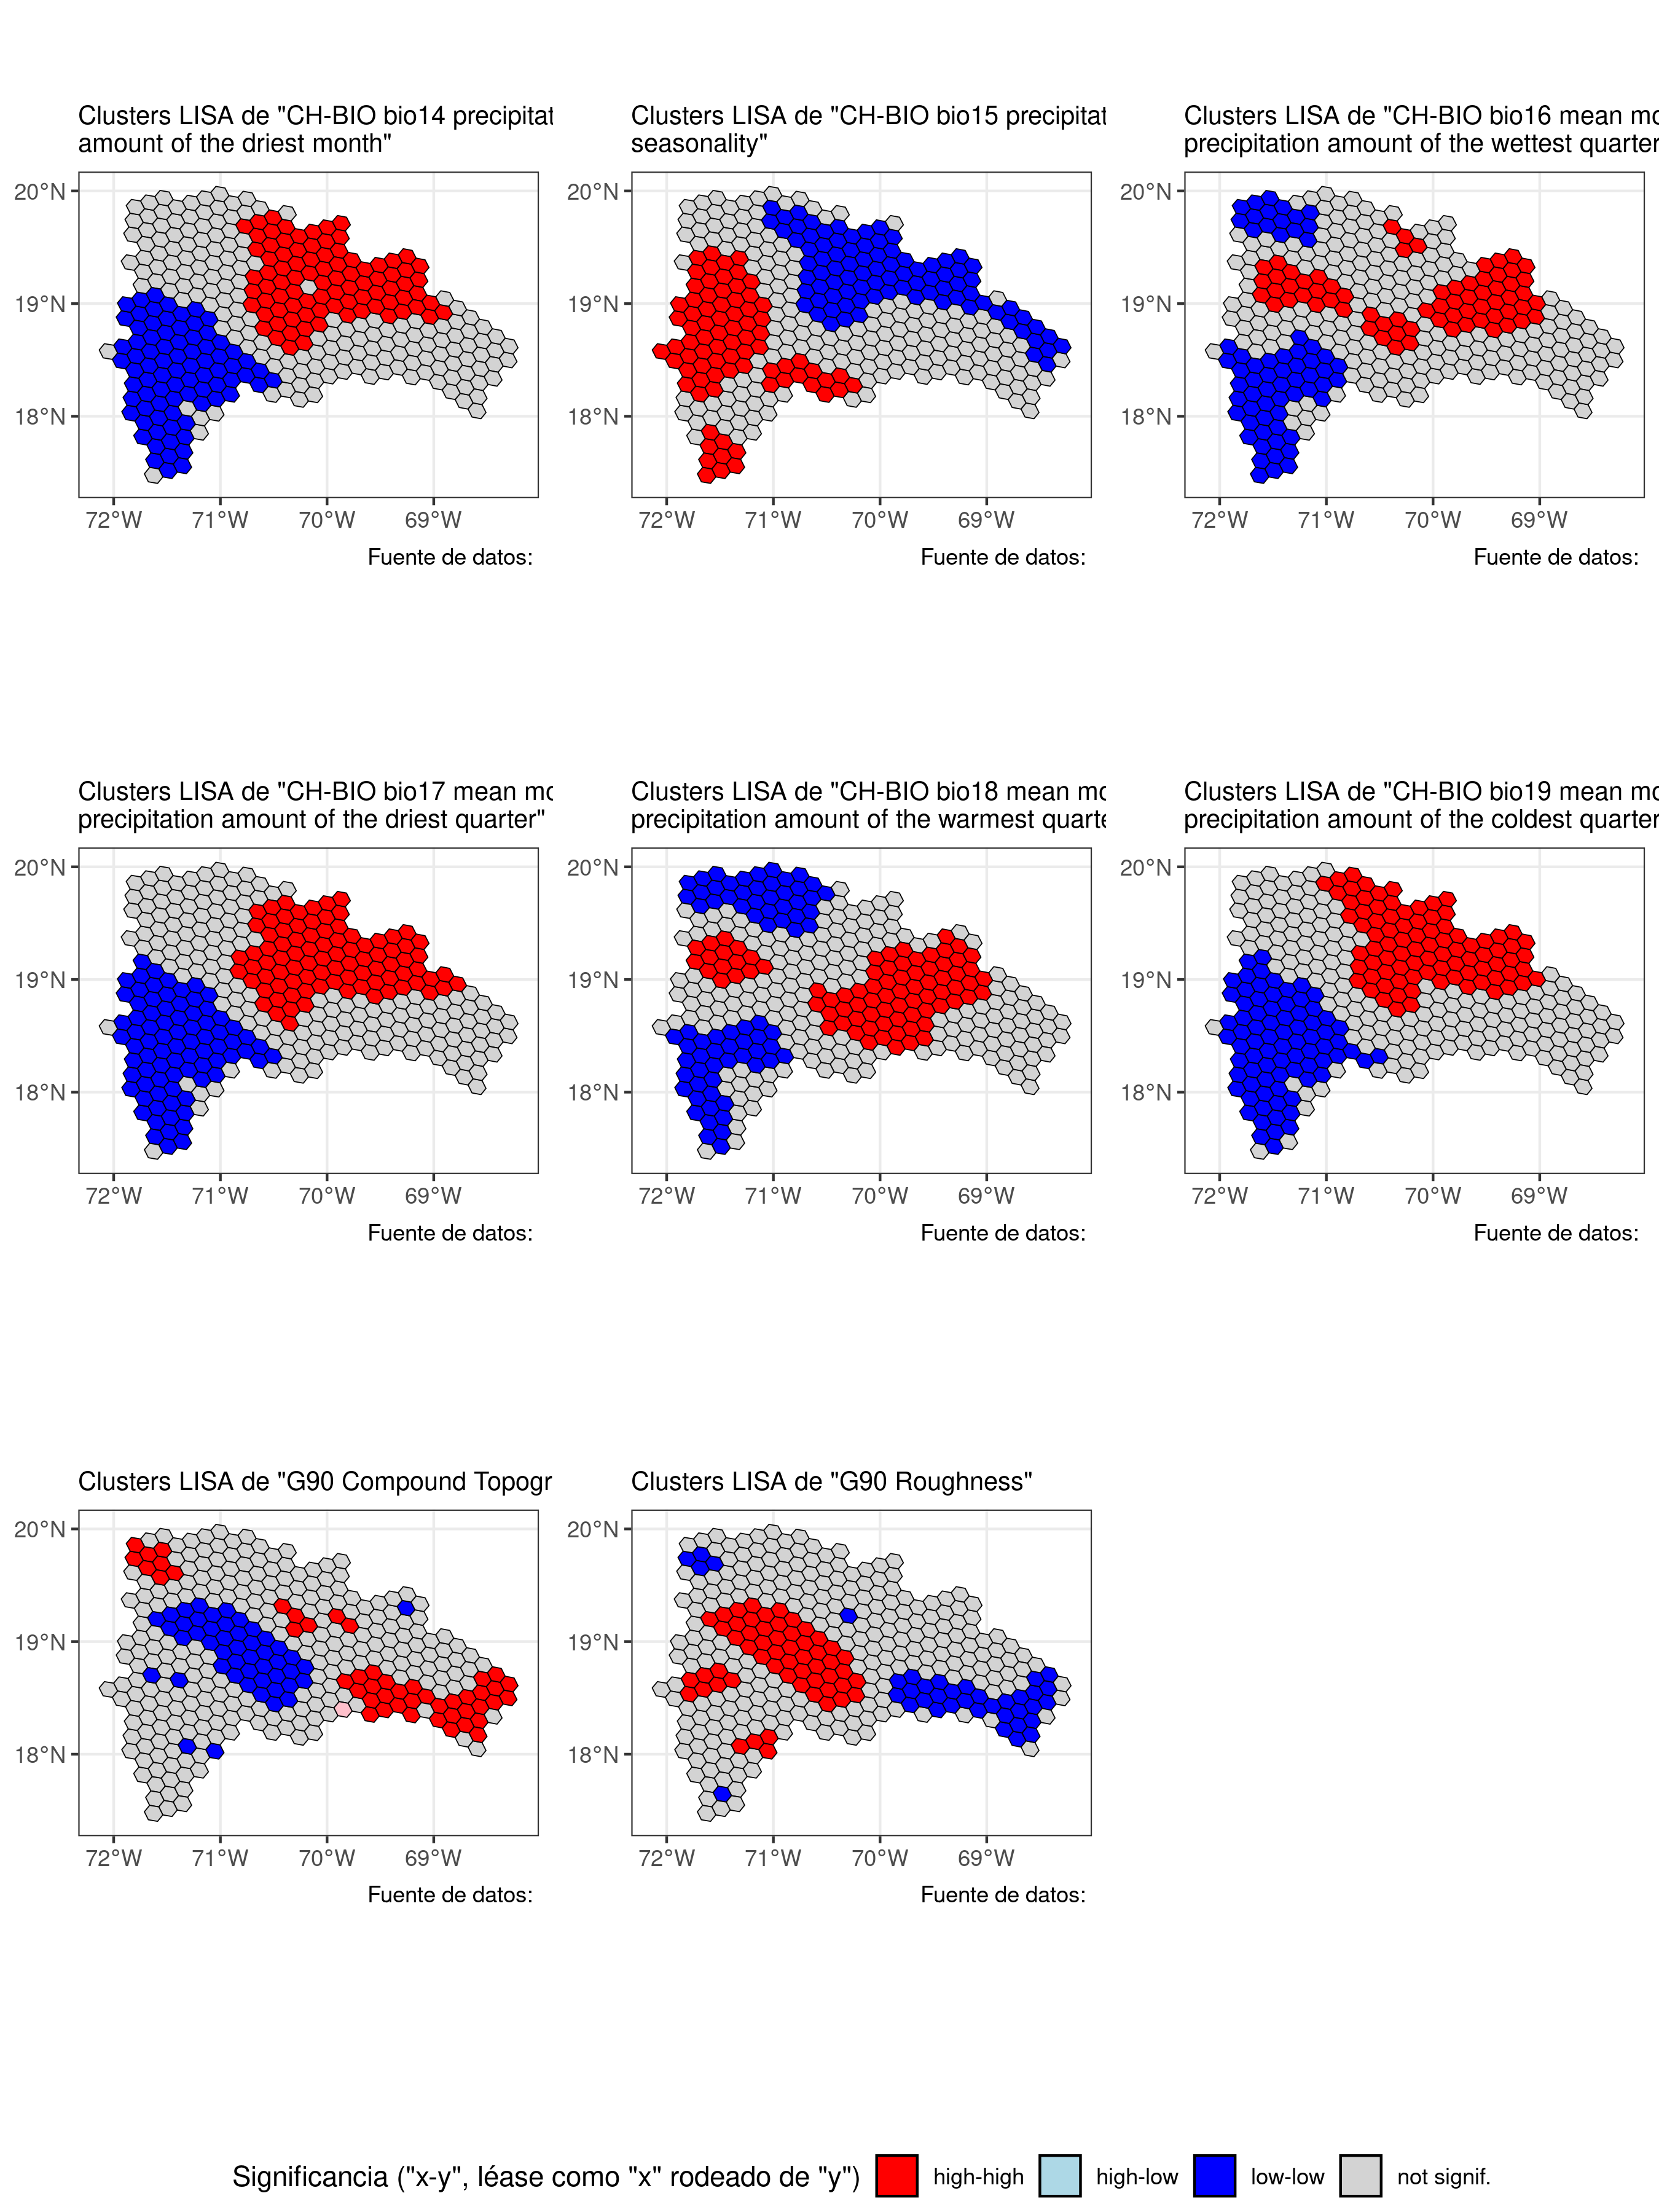 Clusters LISA de "CH-BIO bio14 precipitat
amount of the driest month"
Clusters LISA de "CH-BIO bio15 precipitat
seasonality"
Clusters LISA de "CH-BIO bio16 mean mo
precipitation amount of the wettest quarter
20°N
19°N
18°N
72°W 71°W 70°W 69°W
Fuente de datos:
20°N
19°N
18°N
72°W 71°W 70°W 69°W
Fuente de datos:
20°N
19°N
18°N
72°W 71°W 70°W 69°W
Fuente de datos:
Clusters LISA de "CH-BIO bio17 mean mo
precipitation amount of the driest quarter"
Clusters LISA de "CH-BIO bio18 mean mo
precipitation amount of the warmest quarte
Clusters LISA de "CH-BIO bio19 mean mo
precipitation amount of the coldest quarter
20°N
19°N
18°N
72°W 71°W 70°W 69°W
Fuente de datos:
20°N
19°N
18°N
72°W 71°W 70°W 69°W
Fuente de datos:
20°N
19°N
18°N
72°W 71°W 70°W 69°W
Fuente de datos:
Clusters LISA de "G90 Compound Topogr
Clusters LISA de "G90 Roughness"
20°N
19°N
18°N
72°W 71°W 70°W 69°W
Fuente de datos:
20°N
19°N
18°N
72°W 71°W 70°W 69°W
Fuente de datos:
Significancia ("x-y", léase como "x" rodeado de "y") high-high high-low low-low not signif.